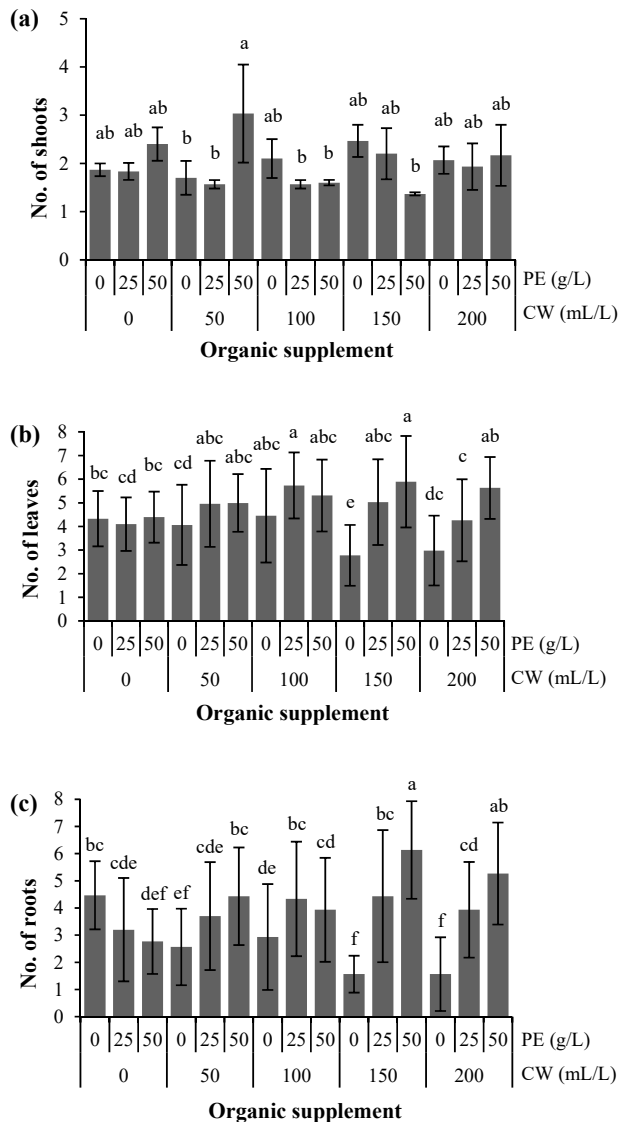 (a)
No. of shoots
5
4
3
2
1
0
ab ab ab b b a ab b b ab ab b ab ab ab
0 25 50 0 25 50 0 25 50 0 25 50 0 25 50 PE (g/L)
0 50 100 150 200 CW (mL/L)
Organic supplement
(b)
No. of leaves
8
7
6
5
4
3
2
1
0
bc cd bc cd abc abc abc a abc e abc a dc c ab
0 25 50 0 25 50 0 25 50 0 25 50 0 25 50 PE (g/L)
0 50 100 150 200 CW (mL/L)
Organic supplement
(c)
No. of roots
8
7
6
5
4
3
2
1
0
bc cde def ef cde bc de bc cd f bc a f cd ab
0 25 50 0 25 50 0 25 50 0 25 50 0 25 50 PE (g/L)
0 50 100 150 200 CW (mL/L)
Organic supplement